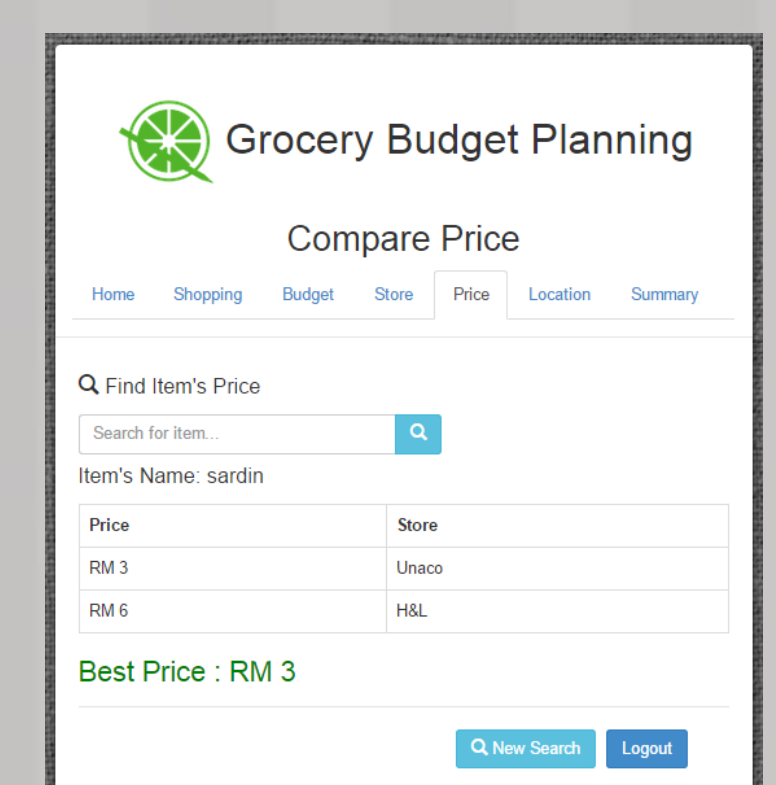 Grocery Budget Planning
Compare Price
Home Shopping Budget Store Price Location Summary
Find Item's Price
Search for item...
Item's Name: sardin
Price Store
RM 3 Unaco
RM 6 H&L
Best Price : RM 3
New Search Logout